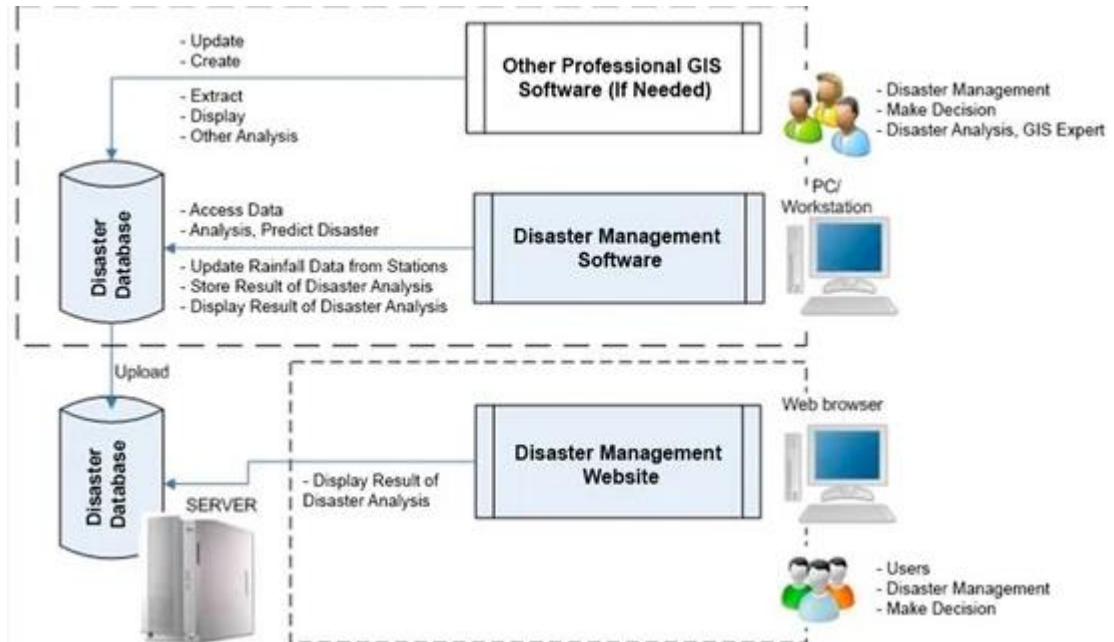 - Update
- Create
- Extract
- Display
- Other Analysis
Other Professional GIS
Software (If Needed)
- Disaster Management
- Make Decision
- Disaster Analysis, GIS Expert
Disaster
Database
- Access Data
- Analysis, Predict Disaster
- Update Rainfall Data from Stations
- Store Result of Disaster Analysis
- Display Result of Disaster Analysis
Disaster Management
Software
PC/
Workstation
Upload
Disaster
Database
SERVER
- Display Result of
Disaster Analysis
Disaster Management
Website
Web browser
- Users
- Disaster Management
- Make Decision